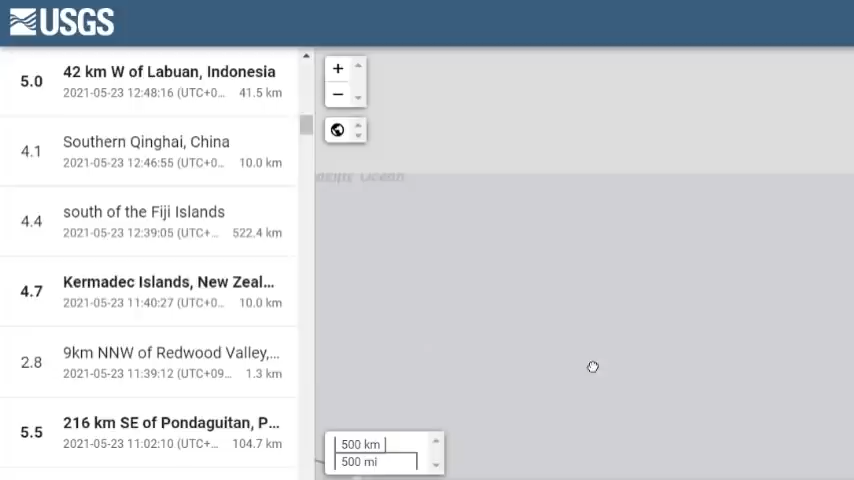 USGS
5.0
42 km W of Labuan, Indonesia
2021-05-23 12:48:16 (UTC+0... 41.5 km
4.1
Southern Qinghai, China
2021-05-23 12:46:55 (UTC+0... 10.0 km
4.4
south of the Fiji Islands
2021-05-23 12:39:05 (UTC+... 522.4 km
4.7
Kermadec Islands, New Zeal...
2021-05-23 11:40:27 (UTC+0... 10.0 km
2.8
9km NNW of Redwood Valley,...
2021-05-23 11:39:12 (UTC+09... 1.3 km
5.5
216 km SE of Pondaguitan, P...
2021-05-23 11:02:10 (UTC+... 104.7 km
+
−
Ocean
500 km
500 mi